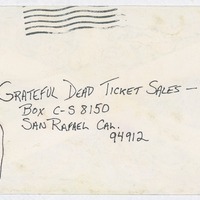 GRATEFUL DEAD TICKET SALES —
BOX C-S 8150
SAN RAFAEL CAL.
94912